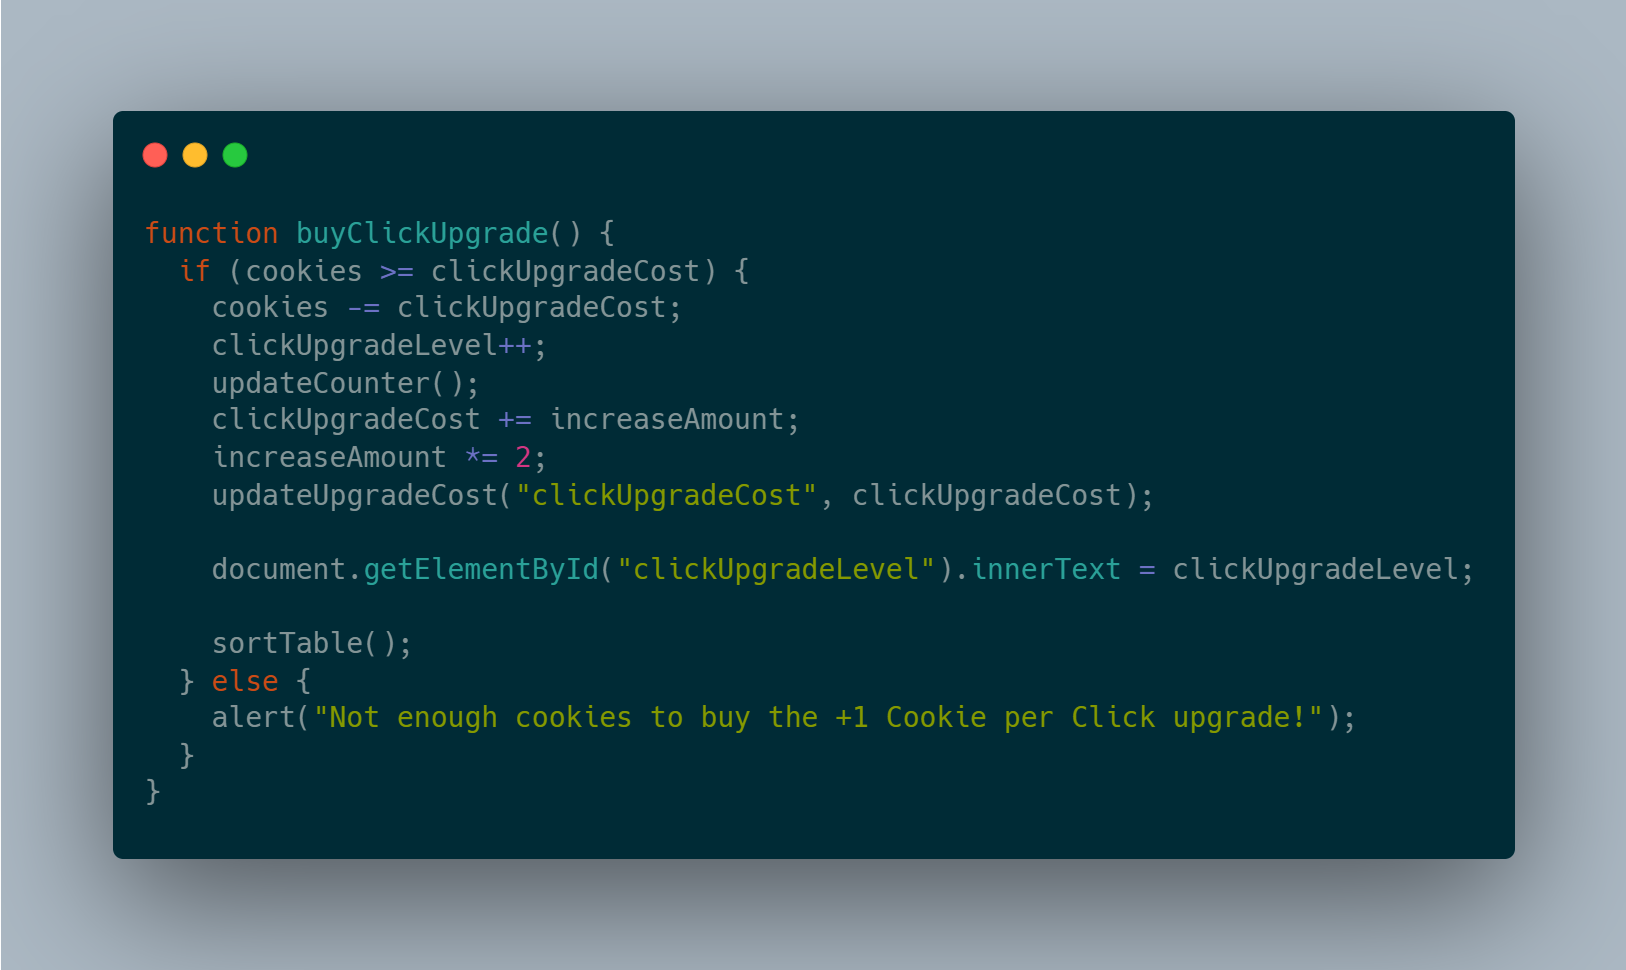 function buyClickUpgrade() {
  if (cookies >= clickUpgradeCost) {
    cookies -= clickUpgradeCost;
    clickUpgradeLevel++;
    updateCounter();
    clickUpgradeCost += increaseAmount;
    increaseAmount *= 2;
    updateUpgradeCost("clickUpgradeCost", clickUpgradeCost);

    document.getElementById("clickUpgradeLevel").innerText = clickUpgradeLevel;

    sortTable();
  } else {
    alert("Not enough cookies to buy the +1 Cookie per Click upgrade!");
  }
}